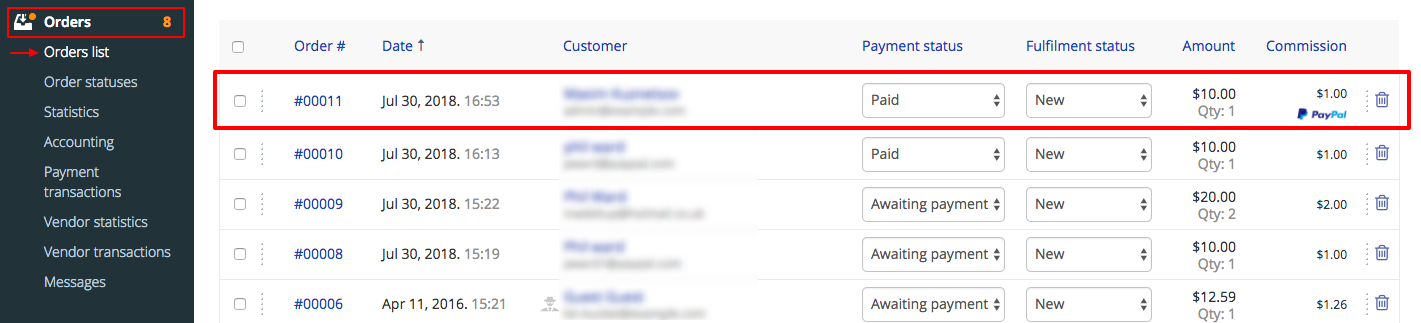 Orders 8
Orders list
Order statuses
Statistics
Accounting
Payment
transactions
Vendor statistics
Vendor transactions
Messages
Order # Date ↑ Customer Payment status Fulfilment status Amount Commission
#00011 Jul 30, 2018. 16:53 Paid New $10.00 $1.00
Qty: 1 PayPal
#00010 Jul 30, 2018. 16:13 Paid New $10.00 $1.00
Qty: 1
#00009 Jul 30, 2018. 15:22 Awaiting payment New $20.00 $2.00
Qty: 2
#00008 Jul 30, 2018. 15:19 Awaiting payment New $10.00 $1.00
Qty: 1
#00006 Apr 11, 2016. 15:21 Awaiting payment New $12.59 $1.26
Qty: 1